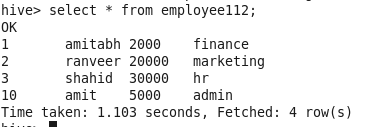 hive> select * from employee112;
OK
1 amitabh 2000 finance
2 ranveer 20000 marketing
3 shahid 30000 hr
10 amit 5000 admin
Time taken: 1.103 seconds, Fetched: 4 row(s)
hive>